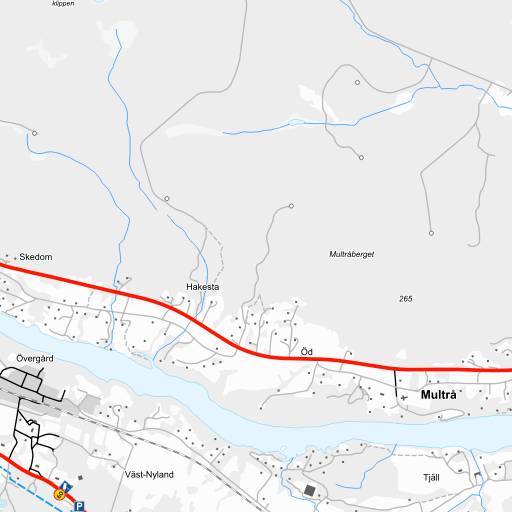 klippen
Skedom
Multråberget
Hakesta
265
Öd
Övergård
Multrå
Väst-Nyland
Tjäll
S
P